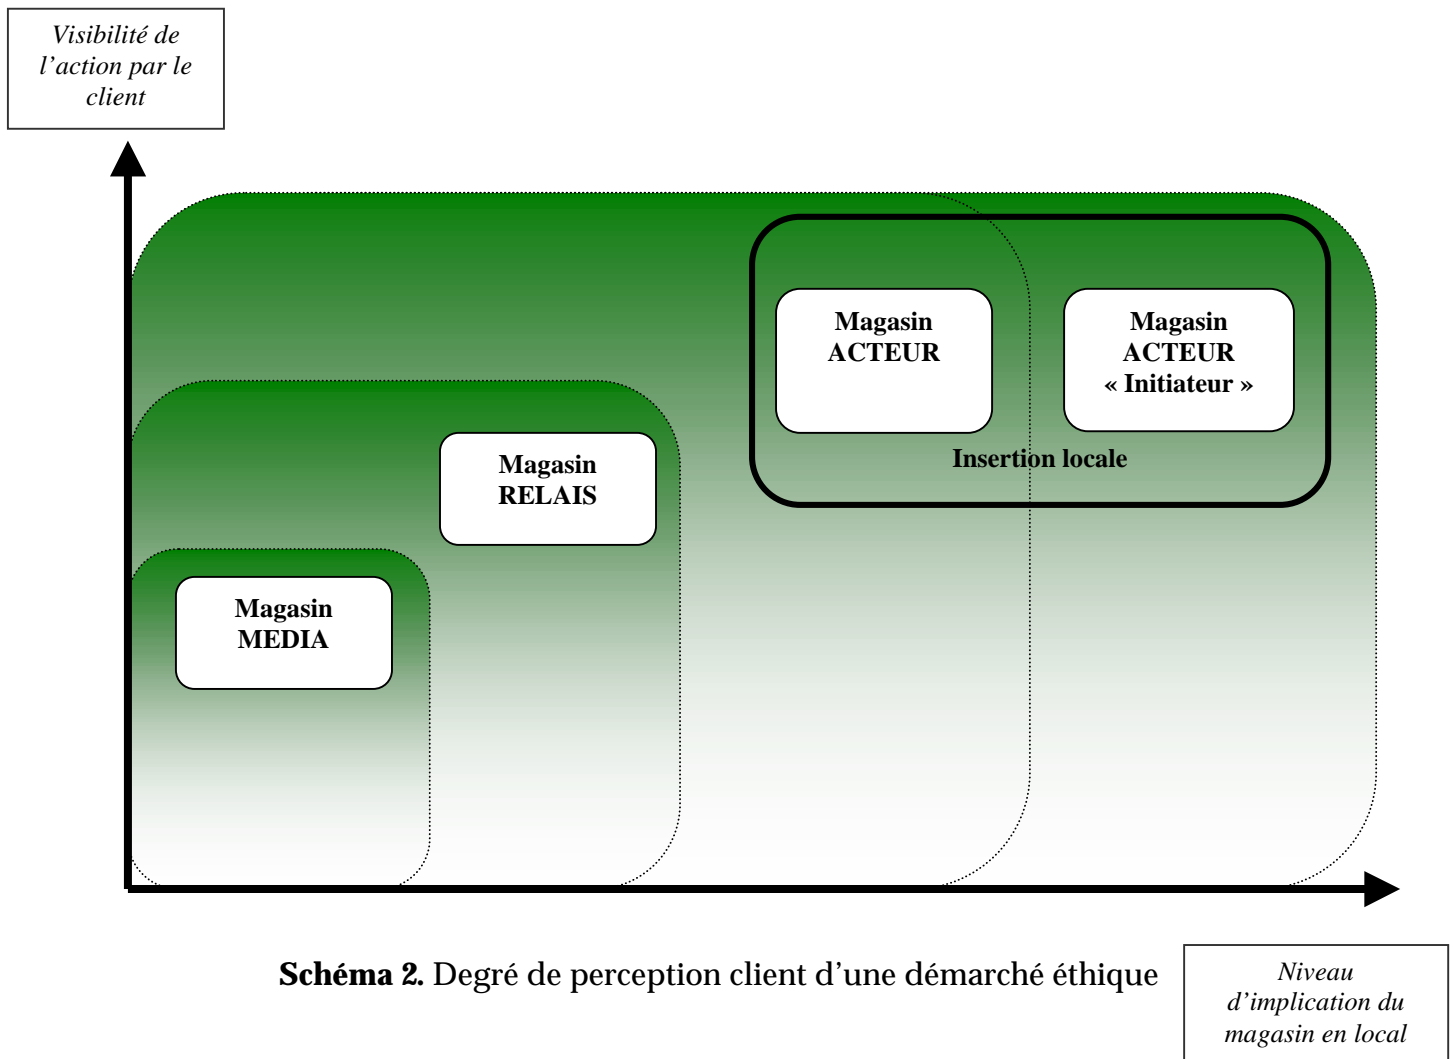 Visibilité de
l’action par le
client
Magasin
ACTEUR
Magasin
ACTEUR
« Initiateur »
Insertion locale
Magasin
RELAIS
Magasin
MEDIA
Schéma 2. Degré de perception client d’une démarché éthique
Niveau
d’implication du
magasin en local